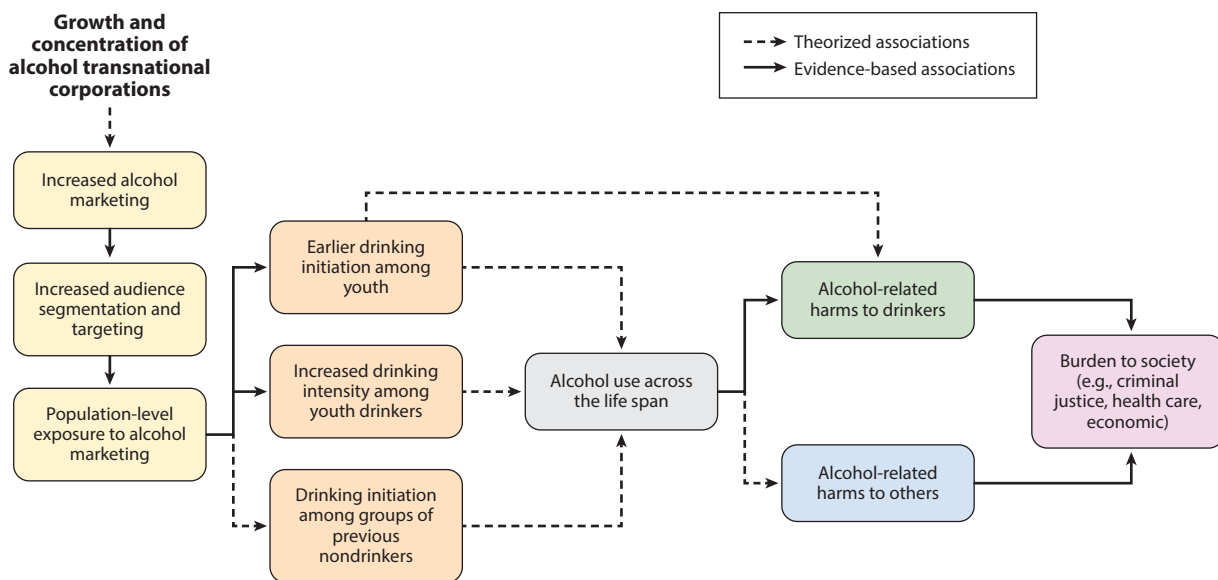 Growth and
concentration of
alcohol transnational
corporations
Theorized associations
Evidence-based associations
Increased alcohol
marketing
Increased audience
segmentation and
targeting
Population-level
exposure to alcohol
marketing
Earlier drinking
initiation among
youth
Increased drinking
intensity among
youth drinkers
Drinking initiation
among groups of
previous nondrinkers
Alcohol use across
the life span
Alcohol-related
harms to drinkers
Alcohol-related
harms to others
Burden to society
(e.g., criminal
justice, health care,
economic)